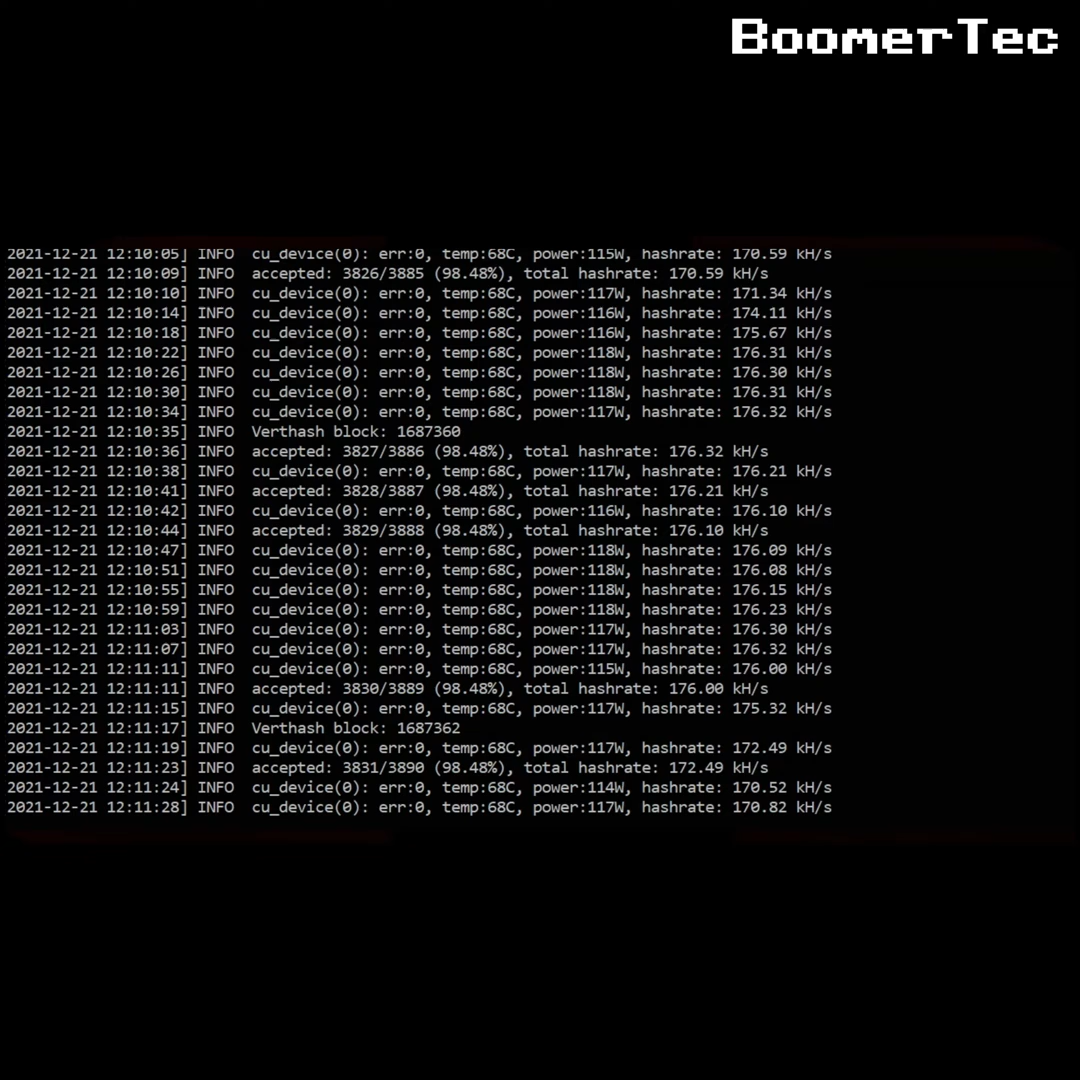 BoomerTec
2021-12-21 12:10:05] INFO  cu_device(0): err:0, temp:68C, power:115W, hashrate: 170.59 kH/s
2021-12-21 12:10:09] INFO  accepted: 3826/3885 (98.48%), total hashrate: 170.59 kH/s
2021-12-21 12:10:10] INFO  cu_device(0): err:0, temp:68C, power:117W, hashrate: 171.34 kH/s
2021-12-21 12:10:14] INFO  cu_device(0): err:0, temp:68C, power:116W, hashrate: 174.11 kH/s
2021-12-21 12:10:18] INFO  cu_device(0): err:0, temp:68C, power:116W, hashrate: 175.67 kH/s
2021-12-21 12:10:22] INFO  cu_device(0): err:0, temp:68C, power:118W, hashrate: 176.31 kH/s
2021-12-21 12:10:26] INFO  cu_device(0): err:0, temp:68C, power:118W, hashrate: 176.30 kH/s
2021-12-21 12:10:30] INFO  cu_device(0): err:0, temp:68C, power:118W, hashrate: 176.31 kH/s
2021-12-21 12:10:34] INFO  cu_device(0): err:0, temp:68C, power:117W, hashrate: 176.32 kH/s
2021-12-21 12:10:35] INFO  Verthash block: 1687360
2021-12-21 12:10:36] INFO  accepted: 3827/3886 (98.48%), total hashrate: 176.32 kH/s
2021-12-21 12:10:38] INFO  cu_device(0): err:0, temp:68C, power:117W, hashrate: 176.21 kH/s
2021-12-21 12:10:41] INFO  accepted: 3828/3887 (98.48%), total hashrate: 176.21 kH/s
2021-12-21 12:10:42] INFO  cu_device(0): err:0, temp:68C, power:116W, hashrate: 176.10 kH/s
2021-12-21 12:10:44] INFO  accepted: 3829/3888 (98.48%), total hashrate: 176.10 kH/s
2021-12-21 12:10:47] INFO  cu_device(0): err:0, temp:68C, power:118W, hashrate: 176.09 kH/s
2021-12-21 12:10:51] INFO  cu_device(0): err:0, temp:68C, power:118W, hashrate: 176.08 kH/s
2021-12-21 12:10:55] INFO  cu_device(0): err:0, temp:68C, power:118W, hashrate: 176.15 kH/s
2021-12-21 12:10:59] INFO  cu_device(0): err:0, temp:68C, power:118W, hashrate: 176.23 kH/s
2021-12-21 12:11:03] INFO  cu_device(0): err:0, temp:68C, power:117W, hashrate: 176.30 kH/s
2021-12-21 12:11:07] INFO  cu_device(0): err:0, temp:68C, power:117W, hashrate: 176.32 kH/s
2021-12-21 12:11:11] INFO  cu_device(0): err:0, temp:68C, power:115W, hashrate: 176.00 kH/s
2021-12-21 12:11:11] INFO  accepted: 3830/3889 (98.48%), total hashrate: 176.00 kH/s
2021-12-21 12:11:15] INFO  cu_device(0): err:0, temp:68C, power:117W, hashrate: 175.32 kH/s
2021-12-21 12:11:17] INFO  Verthash block: 1687362
2021-12-21 12:11:19] INFO  cu_device(0): err:0, temp:68C, power:117W, hashrate: 172.49 kH/s
2021-12-21 12:11:23] INFO  accepted: 3831/3890 (98.48%), total hashrate: 172.49 kH/s
2021-12-21 12:11:24] INFO  cu_device(0): err:0, temp:68C, power:114W, hashrate: 170.52 kH/s
2021-12-21 12:11:28] INFO  cu_device(0): err:0, temp:68C, power:117W, hashrate: 170.82 kH/s